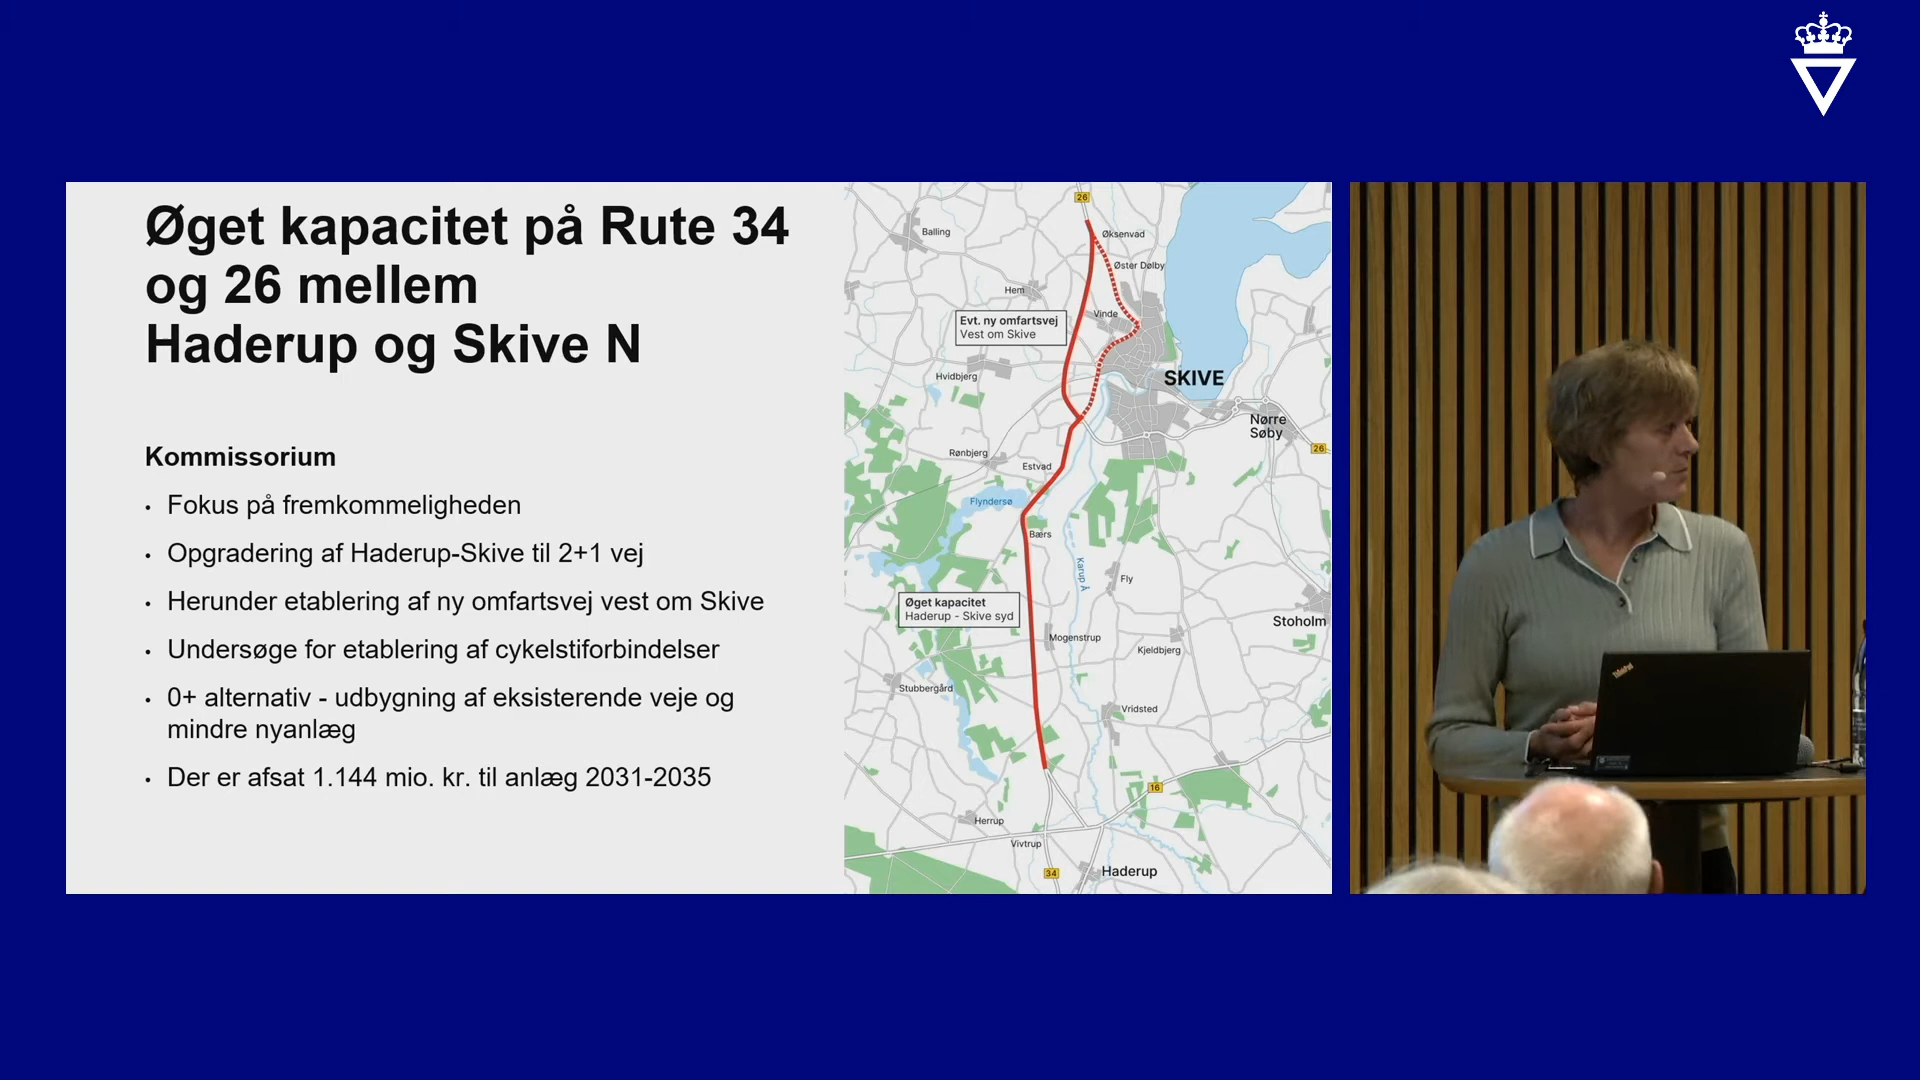 Øget kapacitet på Rute 34
og 26 mellem
Haderup og Skive N
Kommissorium
• Fokus på fremkommeligheden
• Opgradering af Haderup-Skive til 2+1 vej
• Herunder etablering af ny omfartsvej vest om Skive
• Undersøge for etablering af cykelstiforbindelser
• 0+ alternativ - udbygning af eksisterende veje og
mindre nyanlæg
• Der er afsat 1.144 mio. kr. til anlæg 2031-2035
26
Balling
Øksenvad
Øster Dølby
Hem
Vinde
Evt. ny omfartsvej
Vest om Skive
Hvidbjerg
SKIVE
Nørre
Søby
26
Rønbjerg
Estvad
Flyndersø
Bærs
Karup Å
Fly
Øget kapacitet
Haderup - Skive syd
Stoholm
Mogenstrup
Kjeldbjerg
Stubbergård
Vridsted
16
Herrup
Vivtrup
34
Haderup
ThinkPad